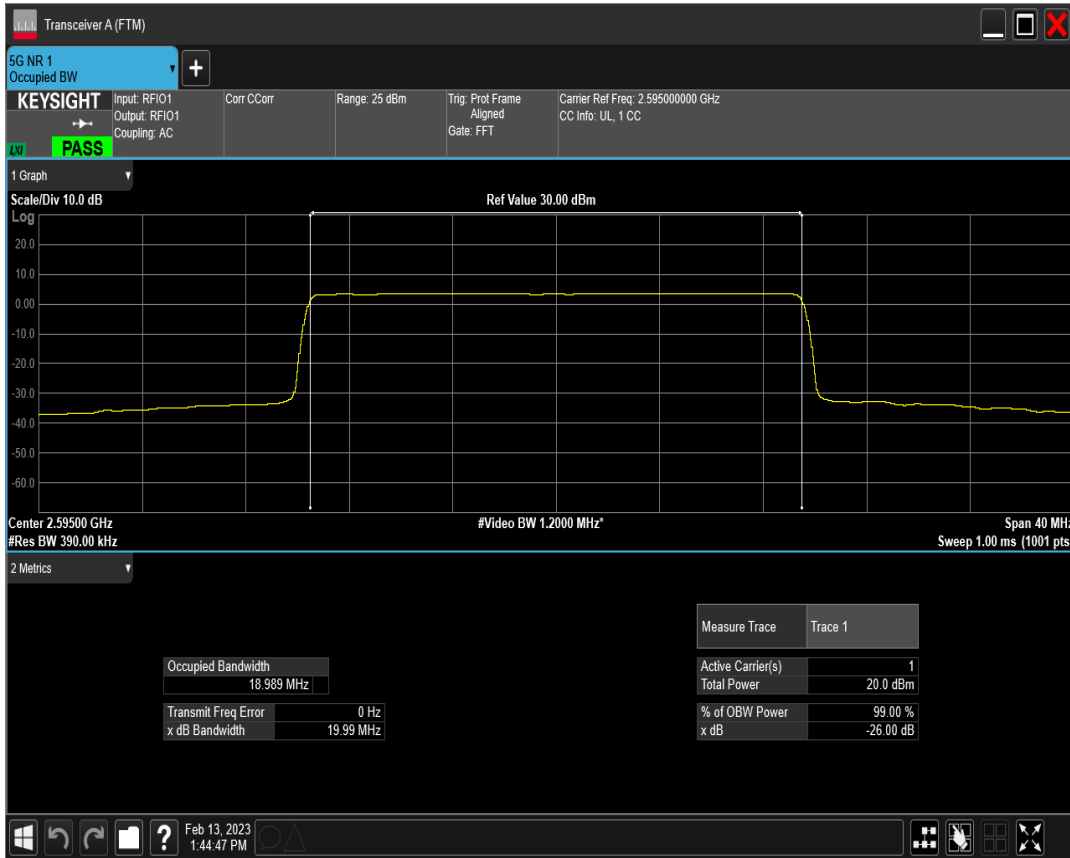 Transceiver A (FTM)
5G NR 1
Occupied BW
+
KEYSIGHT
LXI
PASS
Input: RFIO1
Output: RFIO1
Coupling: AC
Corr CCorr
Range: 25 dBm
Trig: Prot Frame
Aligned
Gate: FFT
Carrier Ref Freq: 2.595000000 GHz
CC Info: UL, 1 CC
1 Graph
Scale/Div 10.0 dB
Ref Value 30.00 dBm
Log
20.0
10.0
0.00
-10.0
-20.0
-30.0
-40.0
-50.0
-60.0
Center 2.59500 GHz
#Video BW 1.2000 MHz*
Span 40 MHz
#Res BW 390.00 kHz
Sweep 1.00 ms (1001 pts
2 Metrics
Measure Trace Trace 1
Occupied Bandwidth
18.989 MHz
Active Carrier(s) 1
Total Power 20.0 dBm
Transmit Freq Error 0 Hz
x dB Bandwidth 19.99 MHz
% of OBW Power 99.00 %
x dB -26.00 dB
?
Feb 13, 2023
1:44:47 PM